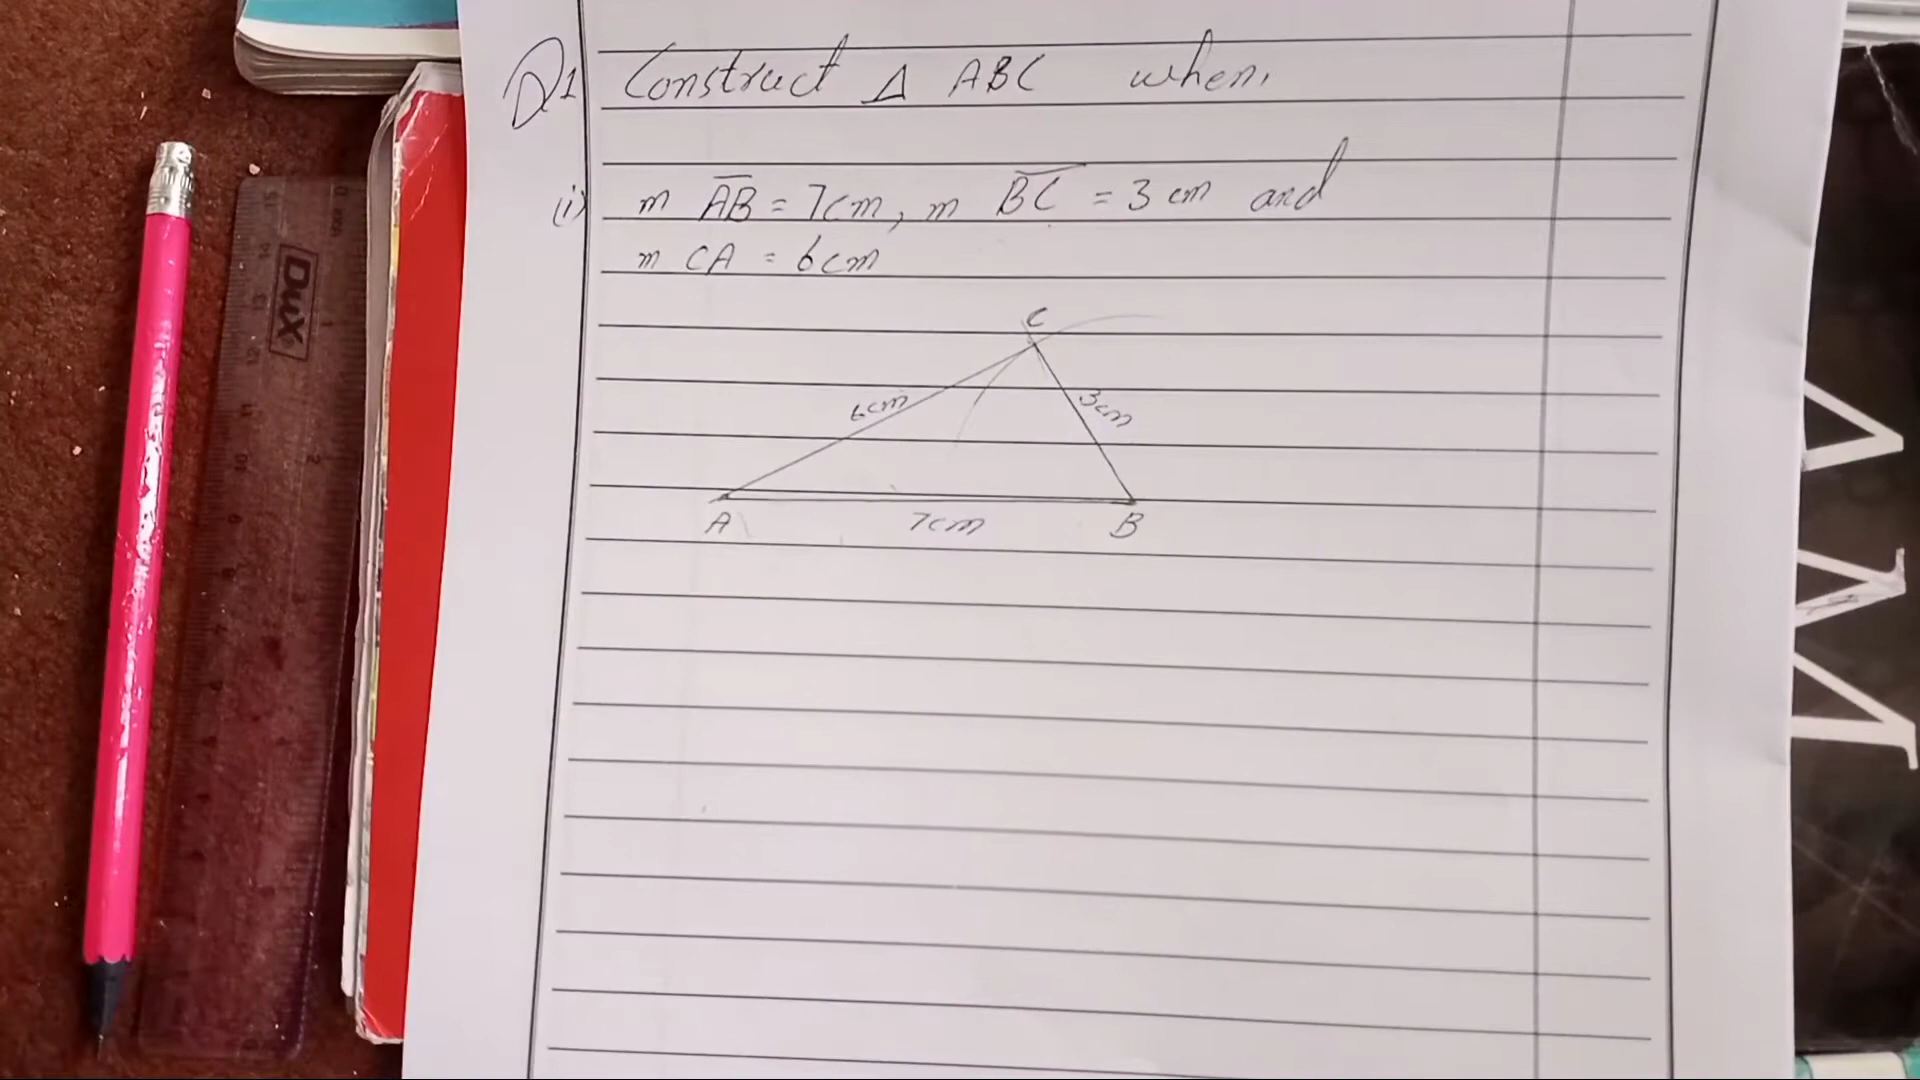 Q1 Construct △ ABC when,
(i) m AB = 7cm, m BC = 3 cm and
m CA = 6cm
C
6cm 3cm
A 7cm B
DUX